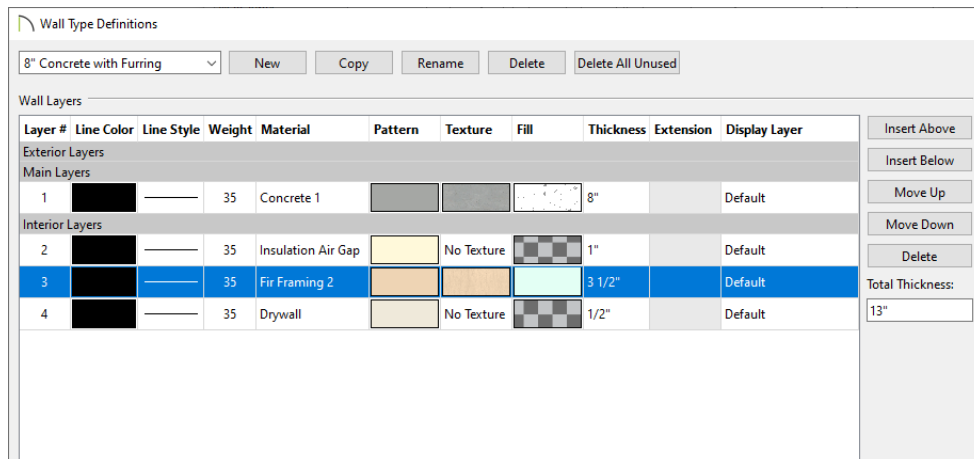 Wall Type Definitions
8" Concrete with Furring New Copy Rename Delete Delete All Unused
Wall Layers
Layer # Line Color Line Style Weight Material Pattern Texture Fill Thickness Extension Display Layer Insert Above
Exterior Layers
Insert Below
Main Layers
1 35 Concrete 1 8" Default Move Up
Interior Layers Move Down
2 35 Insulation Air Gap No Texture 1" Default Delete
3 35 Fir Framing 2 3 1/2" Default Total Thickness:
4 35 Drywall No Texture 1/2" Default 13"